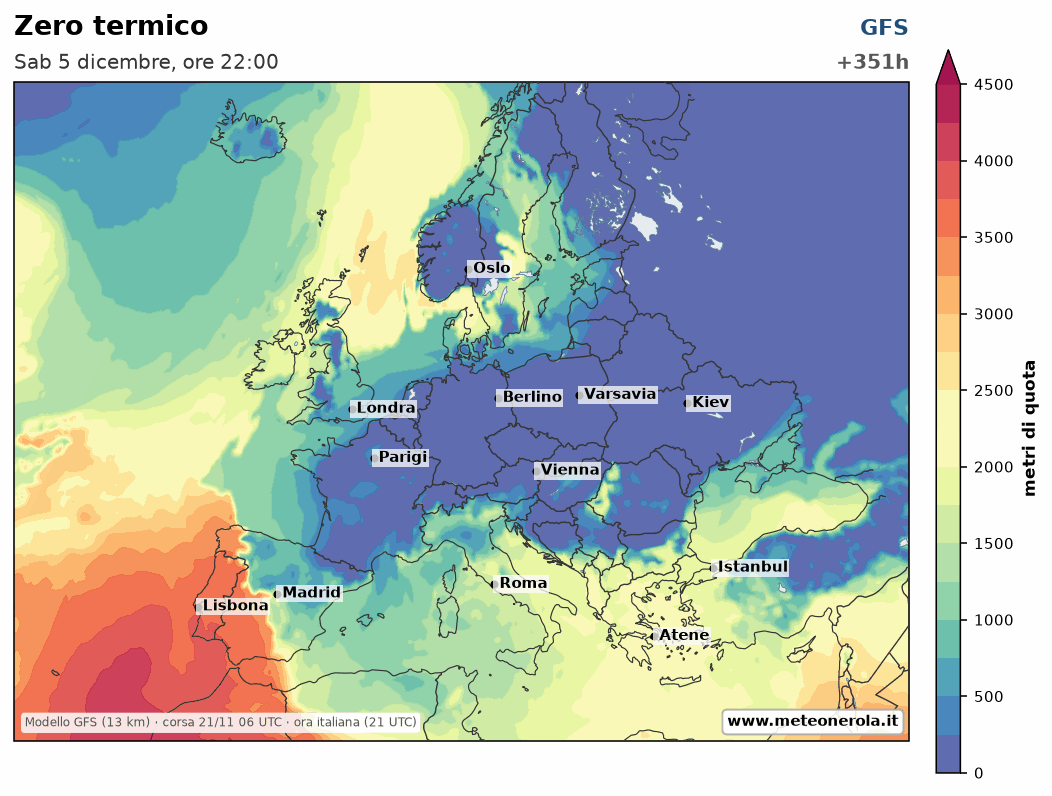 Zero termico
GFS
Sab 5 dicembre, ore 22:00
+351h
4500
4000
3500
3000
2500
2000
1500
1000
500
0
metri di quota
Oslo
Londra
Berlino
Varsavia
Kiev
Parigi
Vienna
Istanbul
Madrid
Roma
Lisbona
Atene
Modello GFS (13 km) · corsa 21/11 06 UTC · ora italiana (21 UTC)
www.meteonerola.it